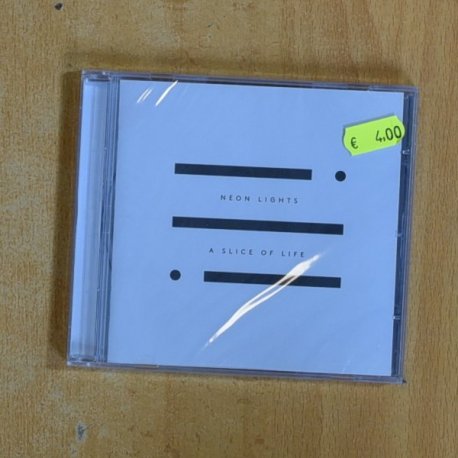 € 4.00
NEON LIGHTS
A SLICE OF LIFE